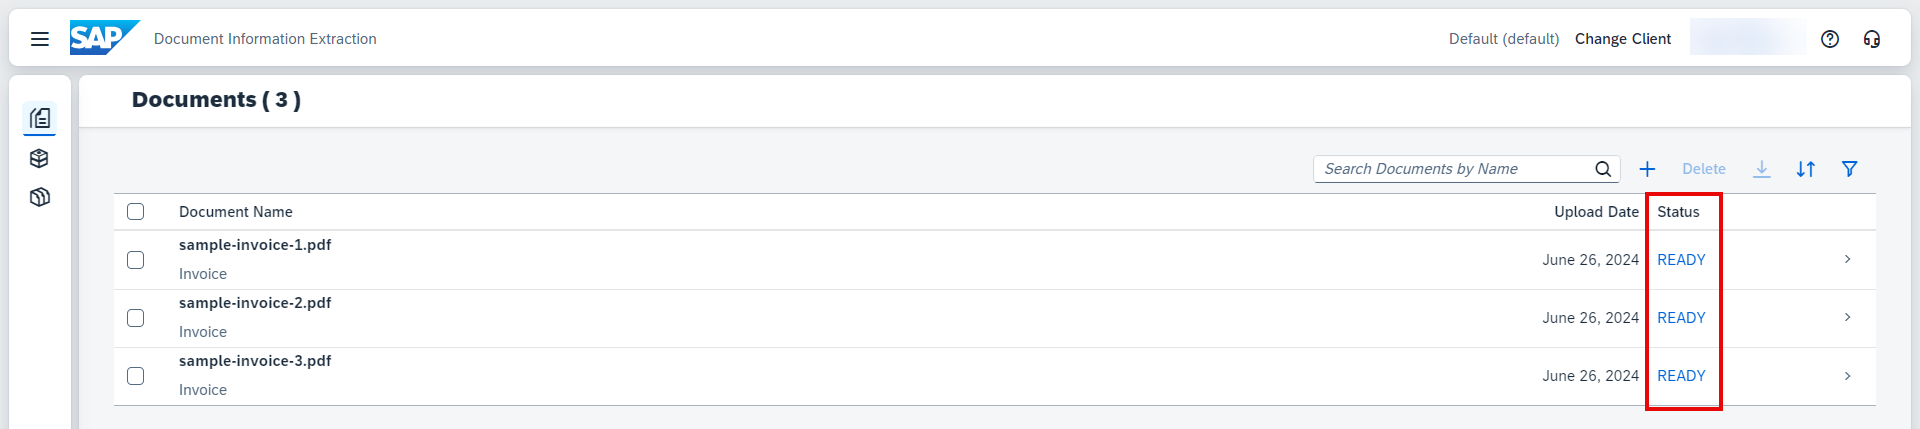 SAP Document Information Extraction Default (default) Change Client
Documents ( 3 )
Search Documents by Name Delete
Document Name Upload Date Status
sample-invoice-1.pdf
Invoice
June 26, 2024 READY
sample-invoice-2.pdf
Invoice
June 26, 2024 READY
sample-invoice-3.pdf
Invoice
June 26, 2024 READY